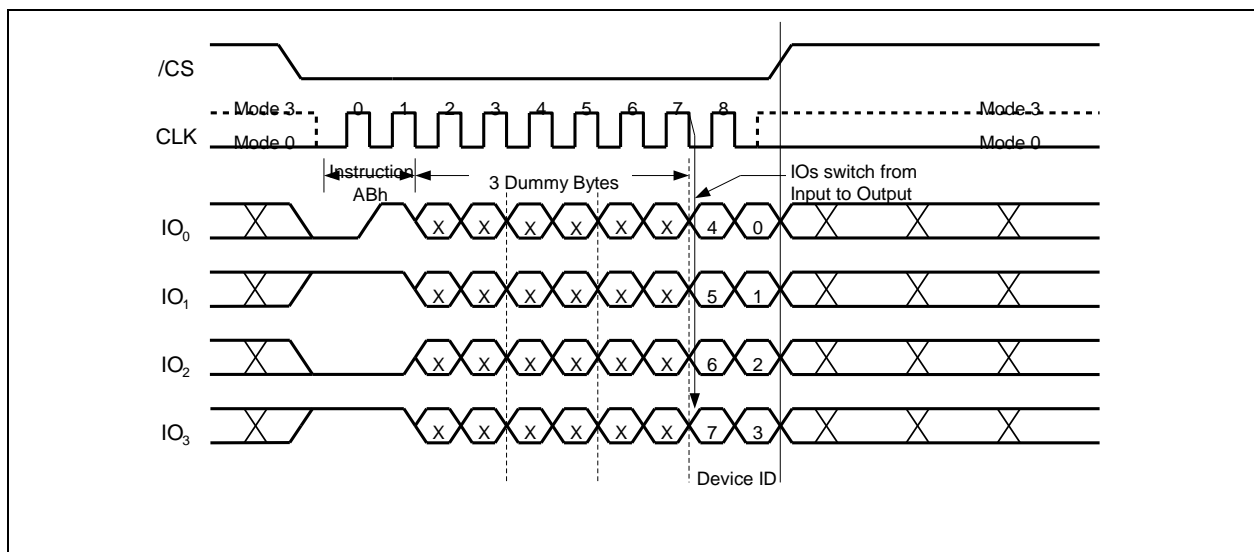 /CS
Mode 3 0 1 2 3 4 5 6 7 8 Mode 3
CLK Mode 0 Mode 0
Instruction 3 Dummy Bytes IOs switch from
ABh Input to Output
IO0 X X X X X X 4 0
IO1 X X X X X X 5 1
IO2 X X X X X X 6 2
IO3 X X X X X X 7 3
Device ID